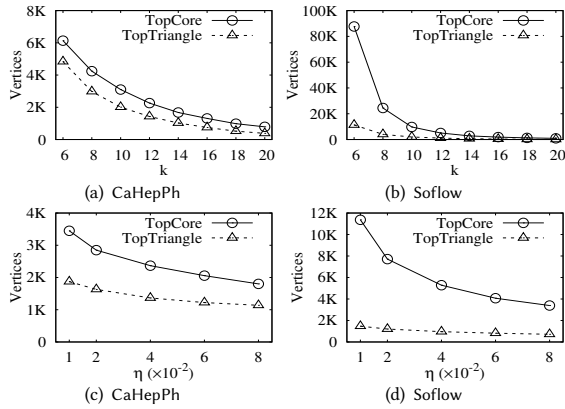 8K
6K
4K
2K
0
Vertices
TopCore
TopTriangle
6 8 10 12 14 16 18 20
k
(a) CaHepPh
100K
80K
60K
40K
20K
0
Vertices
TopCore
TopTriangle
6 8 10 12 14 16 18 20
k
(b) Soflow
4K
3K
2K
1K
0
Vertices
TopCore
TopTriangle
1 2 4 6 8
η (×10⁻²)
(c) CaHepPh
12K
10K
8K
6K
4K
2K
0
Vertices
TopCore
TopTriangle
1 2 4 6 8
η (×10⁻²)
(d) Soflow